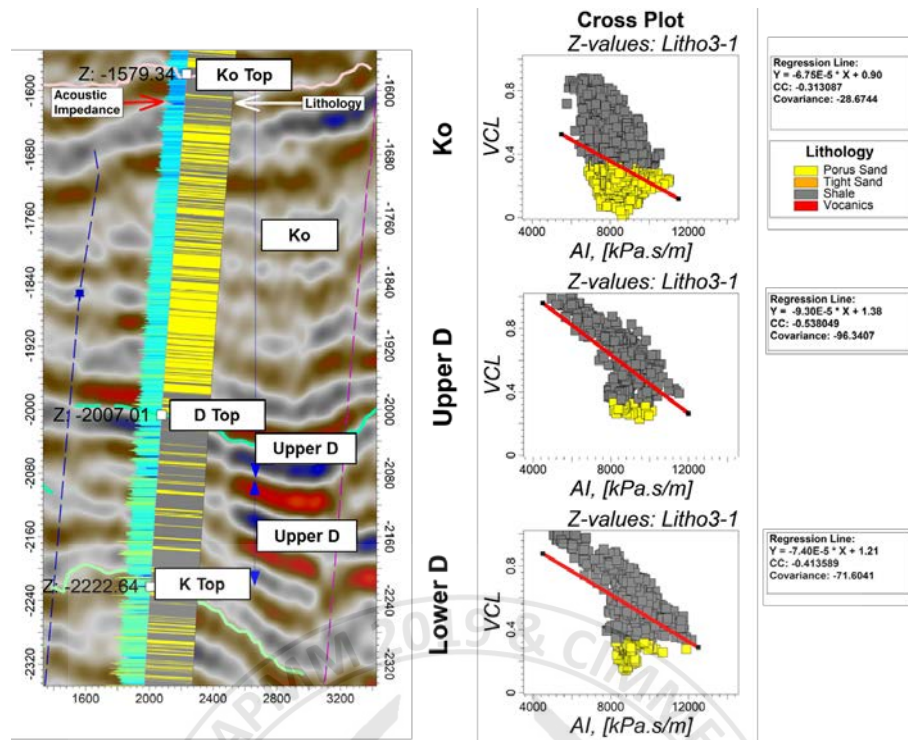 Z: -1579.34
Ko Top
Acoustic
Impedance
Lithology
Ko
Z: -2007.01
D Top
Upper D
Upper D
Z: -2222.64
K Top
-1600
-1680
-1760
-1840
-1920
-2000
-2080
-2160
-2240
-2320
-1600
-1680
-1760
-1840
-1920
-2000
-2080
-2160
-2240
-2320
1600 2000 2400 2800 3200
Cross Plot
Z-values: Litho3-1
Ko
VCL
0.8
0.4
0
4000 8000 12000
AI, [kPa.s/m]
Regression Line:
Y = -6.75E-5 * X + 0.90
CC: -0.313087
Covariance: -28.6744
Lithology
Porus Sand
Tight Sand
Shale
Vocanics
Z-values: Litho3-1
Upper D
VCL
0.8
0.4
0
4000 8000 12000
AI, [kPa.s/m]
Regression Line:
Y = -9.30E-5 * X + 1.38
CC: -0.538049
Covariance: -96.3407
Z-values: Litho3-1
Lower D
VCL
0.8
0.4
0
4000 8000 12000
AI, [kPa.s/m]
Regression Line:
Y = -7.40E-5 * X + 1.21
CC: -0.413589
Covariance: -71.6041
APMM 2019 & CIMME